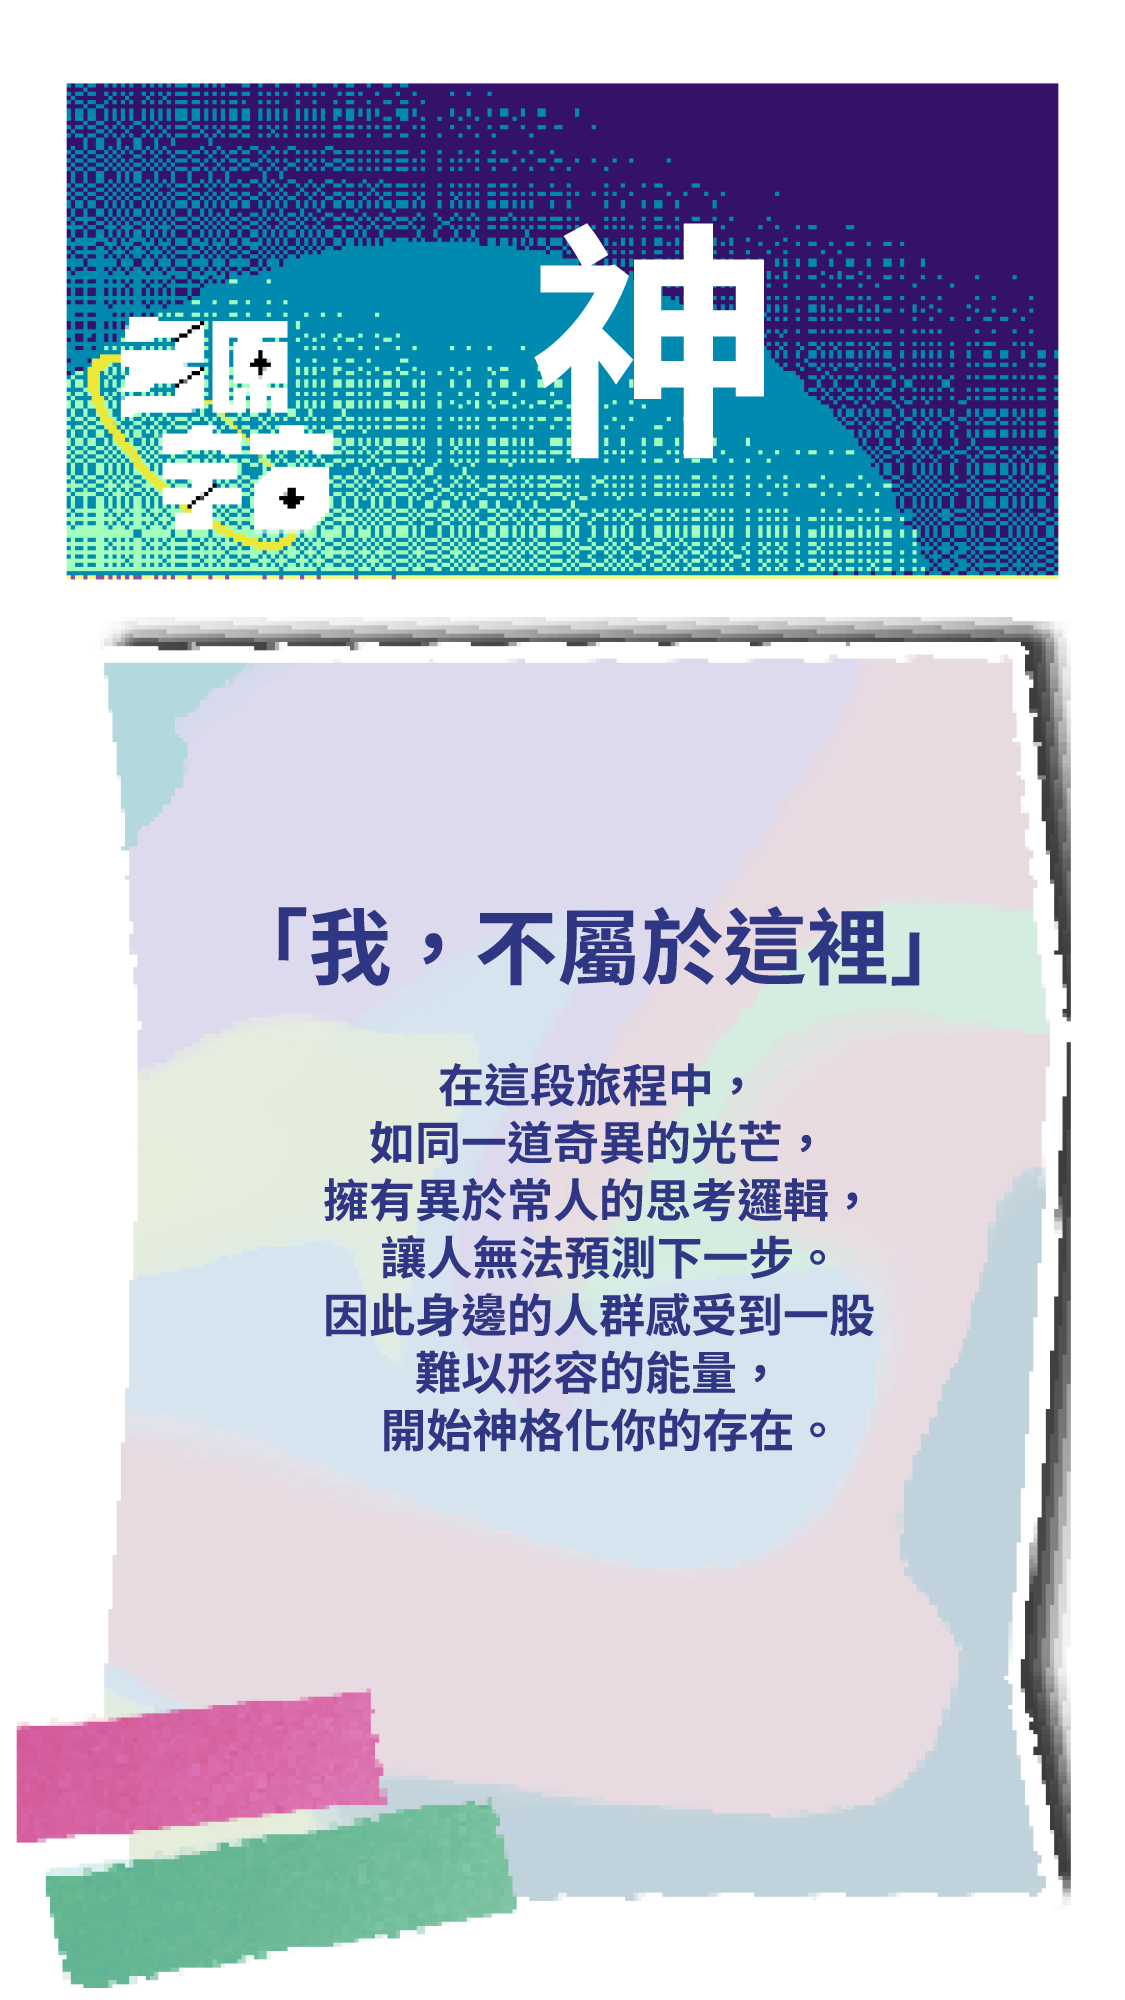 神
「我，不屬於這裡」
在這段旅程中，
如同一道奇異的光芒，
擁有異於常人的思考邏輯，
讓人無法預測下一步。
因此身邊的人群感受到一股
難以形容的能量，
開始神格化你的存在。